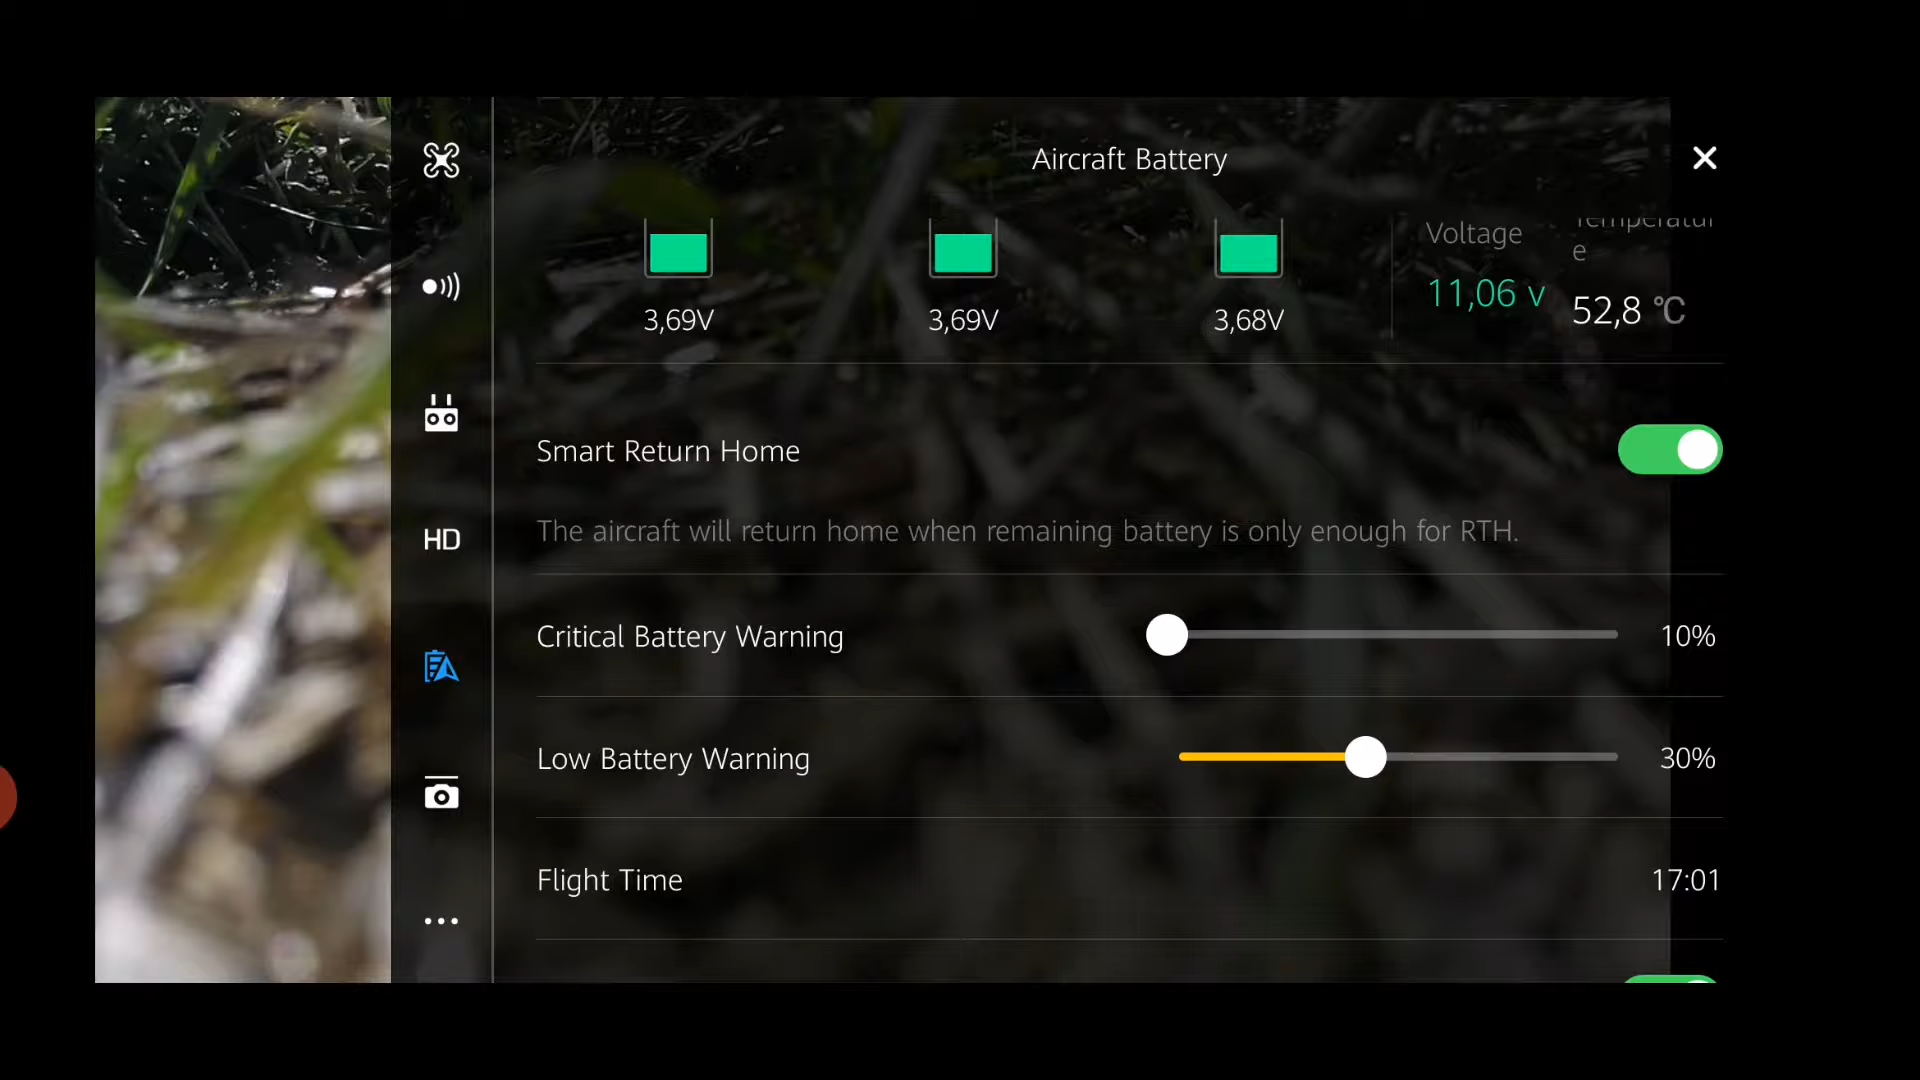 Aircraft Battery
Voltage
Temperatur
e
11,06 v
52,8 ℃
3,69V
3,69V
3,68V
Smart Return Home
The aircraft will return home when remaining battery is only enough for RTH.
Critical Battery Warning
10%
HD
Low Battery Warning
30%
Flight Time
17:01